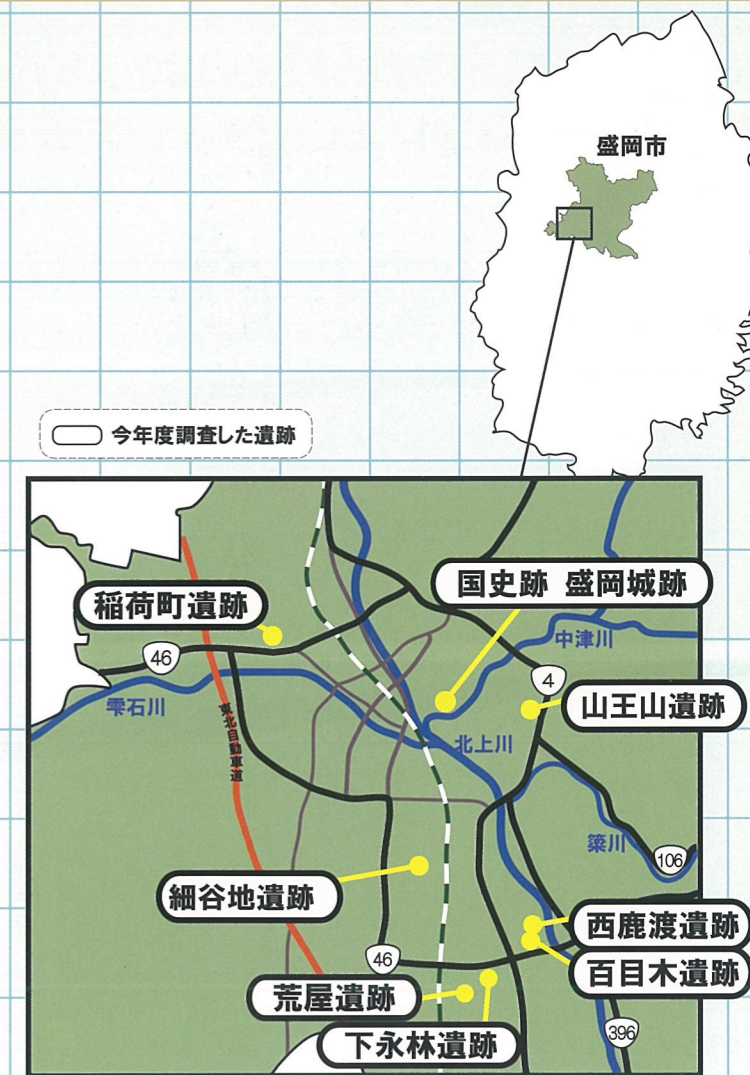 盛岡市
今年度調査した遺跡
国史跡 盛岡城跡
稲荷町遺跡
46
中津川
4
雫石川
山王山遺跡
東北自動車道
北上川
簗川
106
細谷地遺跡
西鹿渡遺跡
46
百目木遺跡
荒屋遺跡
下永林遺跡
396